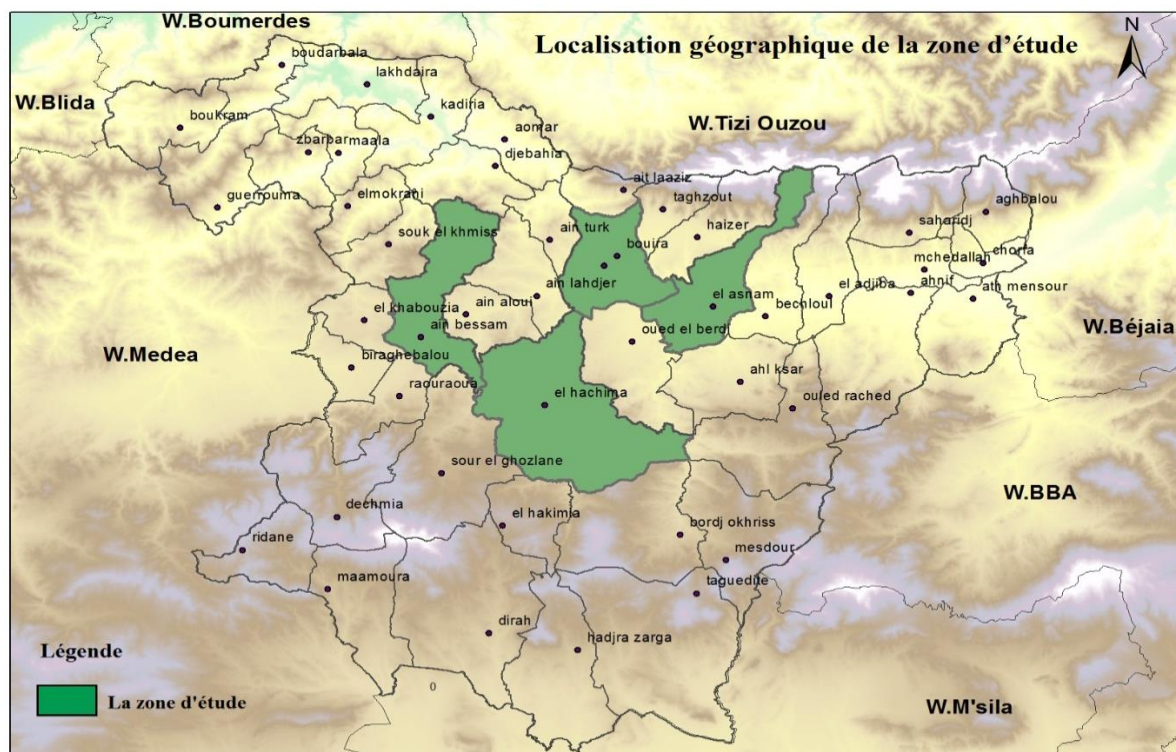 W.Boumerdes
Localisation géographique de la zone d'étude
N
boudarbala
lakhdaira
W.Blida
kadiria
boukram
W.Tizi Ouzou
aomar
zbarbar
maala
djebahia
ait laaziz
aghbalou
guerrouma
elmokrani
taghzout
saharidj
souk el khmiss
ain turk
haizer
bouira
mchedallah
chorfa
ain lahdjer
el adjiba
ahnif
ath mensour
el khabouzia
ain aloui
el asnam
bechloul
W.Béjaia
ain bessam
oued el berdi
W.Medea
biraghebalou
raouraoua
ahl ksar
el hachima
ouled rached
sour el ghozlane
W.BBA
dechmia
el hakimia
bordj okhriss
ridane
mesdour
maamoura
taguedite
dirah
hadjra zarga
Légende
0
La zone d'étude
W.M'sila